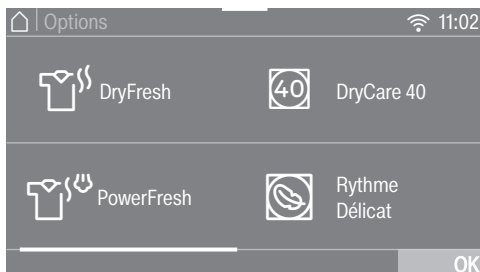 Options
11:02
DryFresh
40
DryCare 40
PowerFresh
Rythme
Délicat
OK